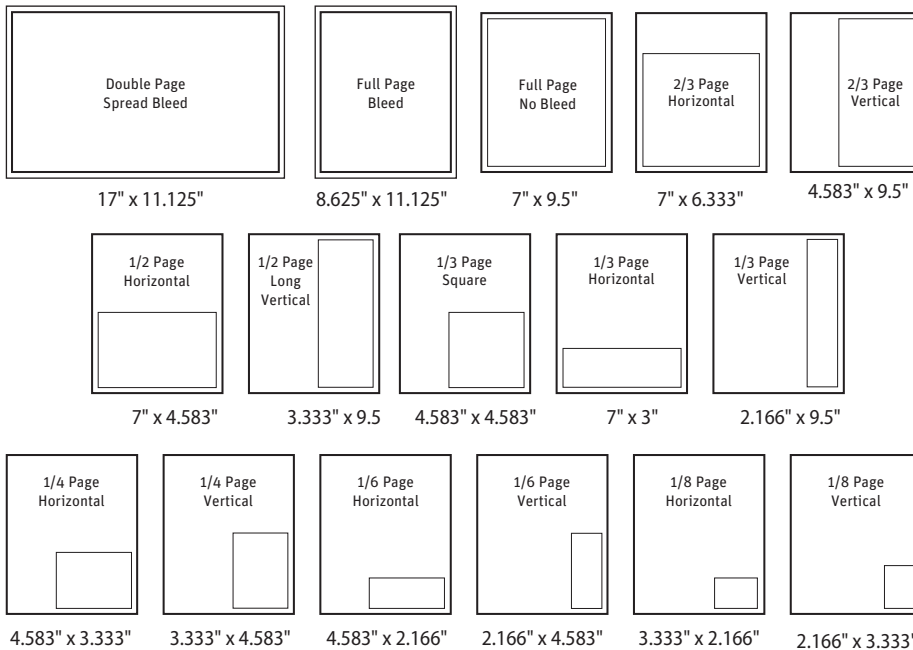 Double Page
Spread Bleed
17" x 11.125"
Full Page
Bleed
8.625" x 11.125"
Full Page
No Bleed
7" x 9.5"
2/3 Page
Horizontal
7" x 6.333"
2/3 Page
Vertical
4.583" x 9.5"
1/2 Page
Horizontal
7" x 4.583"
1/2 Page
Long
Vertical
3.333" x 9.5
1/3 Page
Square
4.583" x 4.583"
1/3 Page
Horizontal
7" x 3"
1/3 Page
Vertical
2.166" x 9.5"
1/4 Page
Horizontal
4.583" x 3.333"
1/4 Page
Vertical
3.333" x 4.583"
1/6 Page
Horizontal
4.583" x 2.166"
1/6 Page
Vertical
2.166" x 4.583"
1/8 Page
Horizontal
3.333" x 2.166"
1/8 Page
Vertical
2.166" x 3.333"